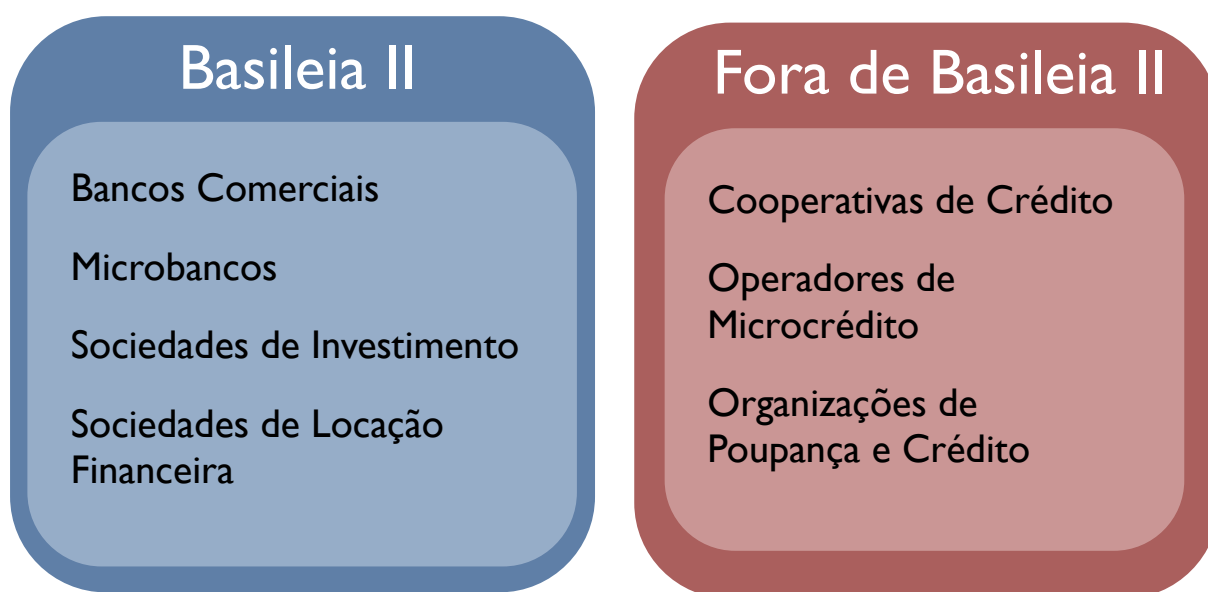 Basileia II
Bancos Comerciais
Microbancos
Sociedades de Investimento
Sociedades de Locação
Financeira
Fora de Basileia II
Cooperativas de Crédito
Operadores de
Microcrédito
Organizações de
Poupança e Crédito